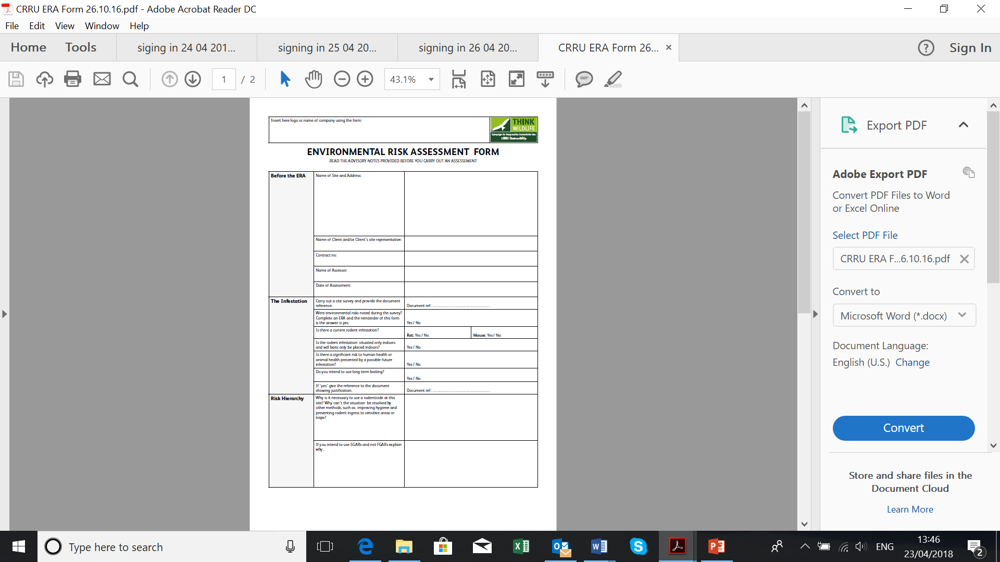 CRRU ERA Form 26.10.16.pdf - Adobe Acrobat Reader DC
File Edit View Window Help
Home Tools siging in 24 04 201... signing in 25 04 20... signing in 26 04 20... CRRU ERA Form 26... × ? Sign In
1 / 2 43.1%
Insert here logo or name of company using the form:
THINK
WILDLIFE
Campaign for Responsible Rodenticide Use
CRRU Stewardship
ENVIRONMENTAL RISK ASSESSMENT FORM
READ THE ADVISORY NOTES PROVIDED BEFORE YOU CARRY OUT AN ASSESSEMENT
Before the ERA
Name of Site and Address:
Name of Client and/or Client's site representative:
Contract no:
Name of Assessor:
Date of Assessment:
The Infestation
Carry out a site survey and provide the document
reference.
Document ref: ..........................................
Were environmental risks noted during the survey?
Complete an ERA and the remainder of this form
is the answer is yes.
Yes / No
Is there a current rodent infestation?
Rat: Yes / No
Mouse: Yes / No
Is the rodent infestation situated only indoors
and will baits only be placed indoors?
Yes / No
Is there a significant risk to human health or
animal health presented by a possible future
infestation?
Yes / No
Do you intend to use long-term baiting?
Yes / No
If 'yes' give the reference to the document
showing justification:
Document ref: ..........................................
Risk Hierarchy
Why is it necessary to use a rodenticide at this
site? Why can't the situation be resolved by
other methods, such as improving hygiene and
preventing rodent ingress to sensitive areas or
traps?
If you intend to use SGARs and not FGARs explain
why.
Export PDF
Adobe Export PDF
Convert PDF Files to Word
or Excel Online
Select PDF File
CRRU ERA F...6.10.16.pdf
Convert to
Microsoft Word (*.docx)
Document Language:
English (U.S.) Change
Convert
Store and share files in the
Document Cloud
Learn More
Type here to search
ENG
13:46
23/04/2018
2